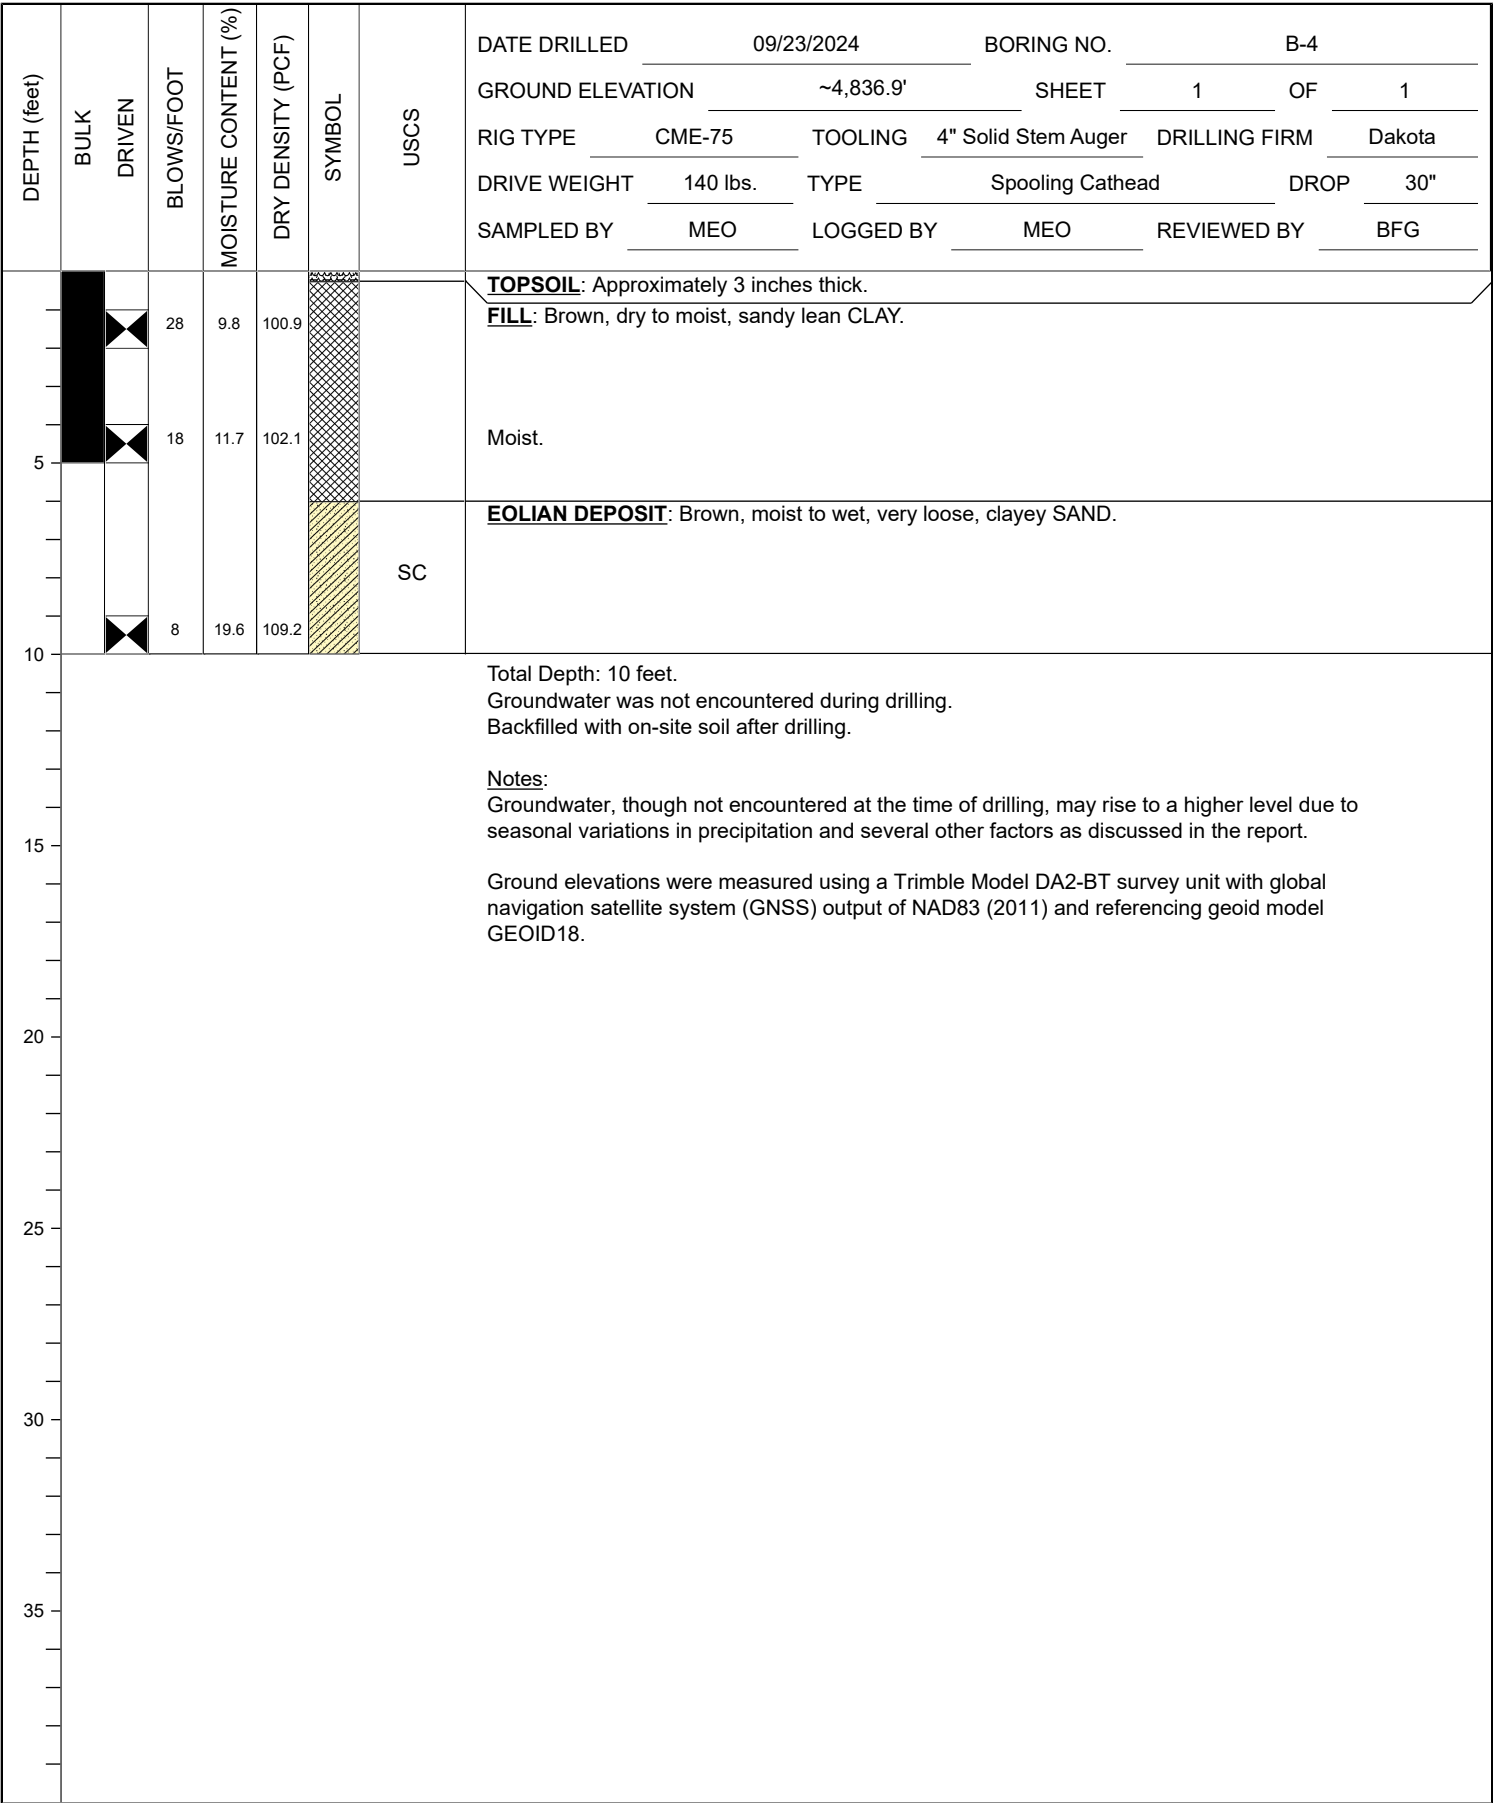 DEPTH (feet)
BULK
DRIVEN
BLOWS/FOOT
MOISTURE CONTENT (%)
DRY DENSITY (PCF)
SYMBOL
USCS
DATE DRILLED 09/23/2024 BORING NO. B-4
GROUND ELEVATION ~4,836.9' SHEET 1 OF 1
RIG TYPE CME-75 TOOLING 4" Solid Stem Auger DRILLING FIRM Dakota
DRIVE WEIGHT 140 lbs. TYPE Spooling Cathead DROP 30"
SAMPLED BY MEO LOGGED BY MEO REVIEWED BY BFG
TOPSOIL: Approximately 3 inches thick.
FILL: Brown, dry to moist, sandy lean CLAY.
28 9.8 100.9
18 11.7 102.1 Moist.
5
EOLIAN DEPOSIT: Brown, moist to wet, very loose, clayey SAND.
SC
8 19.6 109.2
10
Total Depth: 10 feet.
Groundwater was not encountered during drilling.
Backfilled with on-site soil after drilling.
Notes:
Groundwater, though not encountered at the time of drilling, may rise to a higher level due to
seasonal variations in precipitation and several other factors as discussed in the report.
15
Ground elevations were measured using a Trimble Model DA2-BT survey unit with global
navigation satellite system (GNSS) output of NAD83 (2011) and referencing geoid model
GEOID18.
20
25
30
35